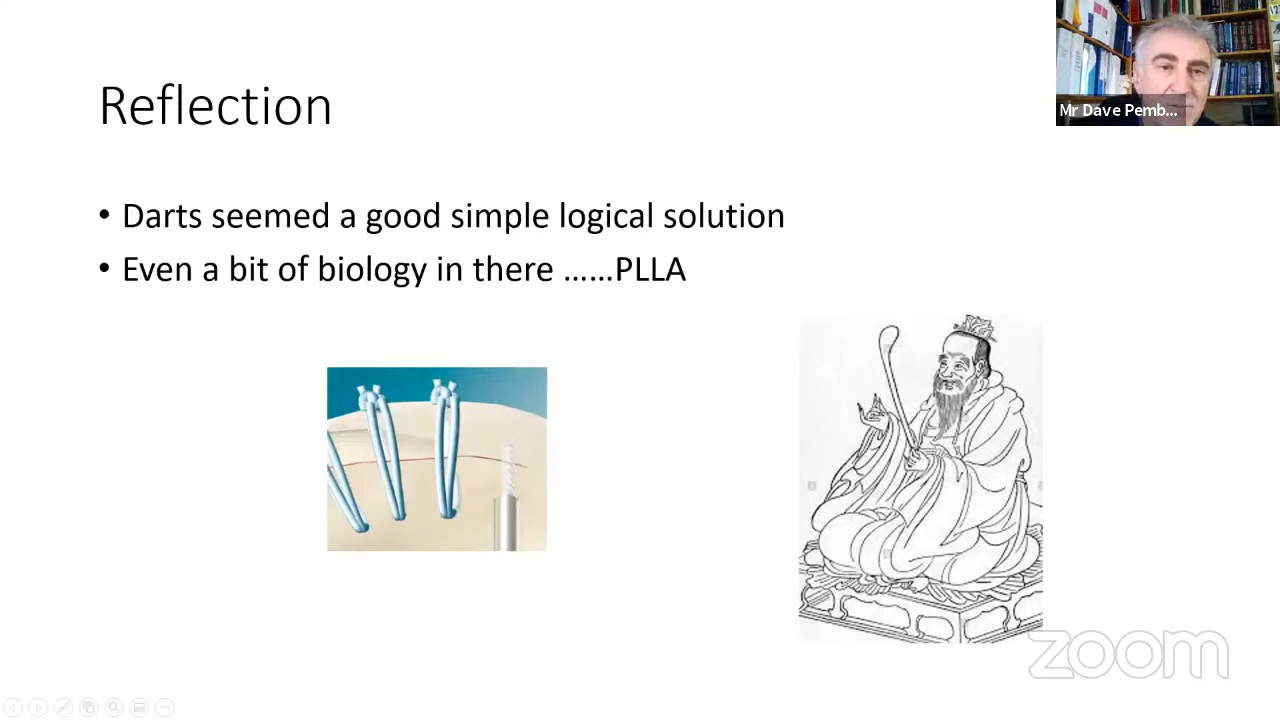 Mr Dave Pemb...
Reflection
• Darts seemed a good simple logical solution
• Even a bit of biology in there ......PLLA
zoom